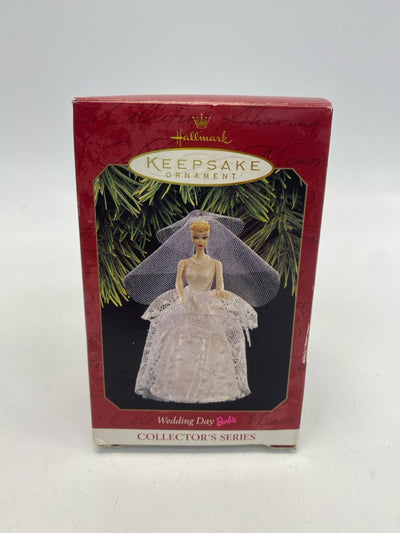 Hallmark
KEEPSAKE
ORNAMENT
Wedding Day Barbie
COLLECTOR'S SERIES